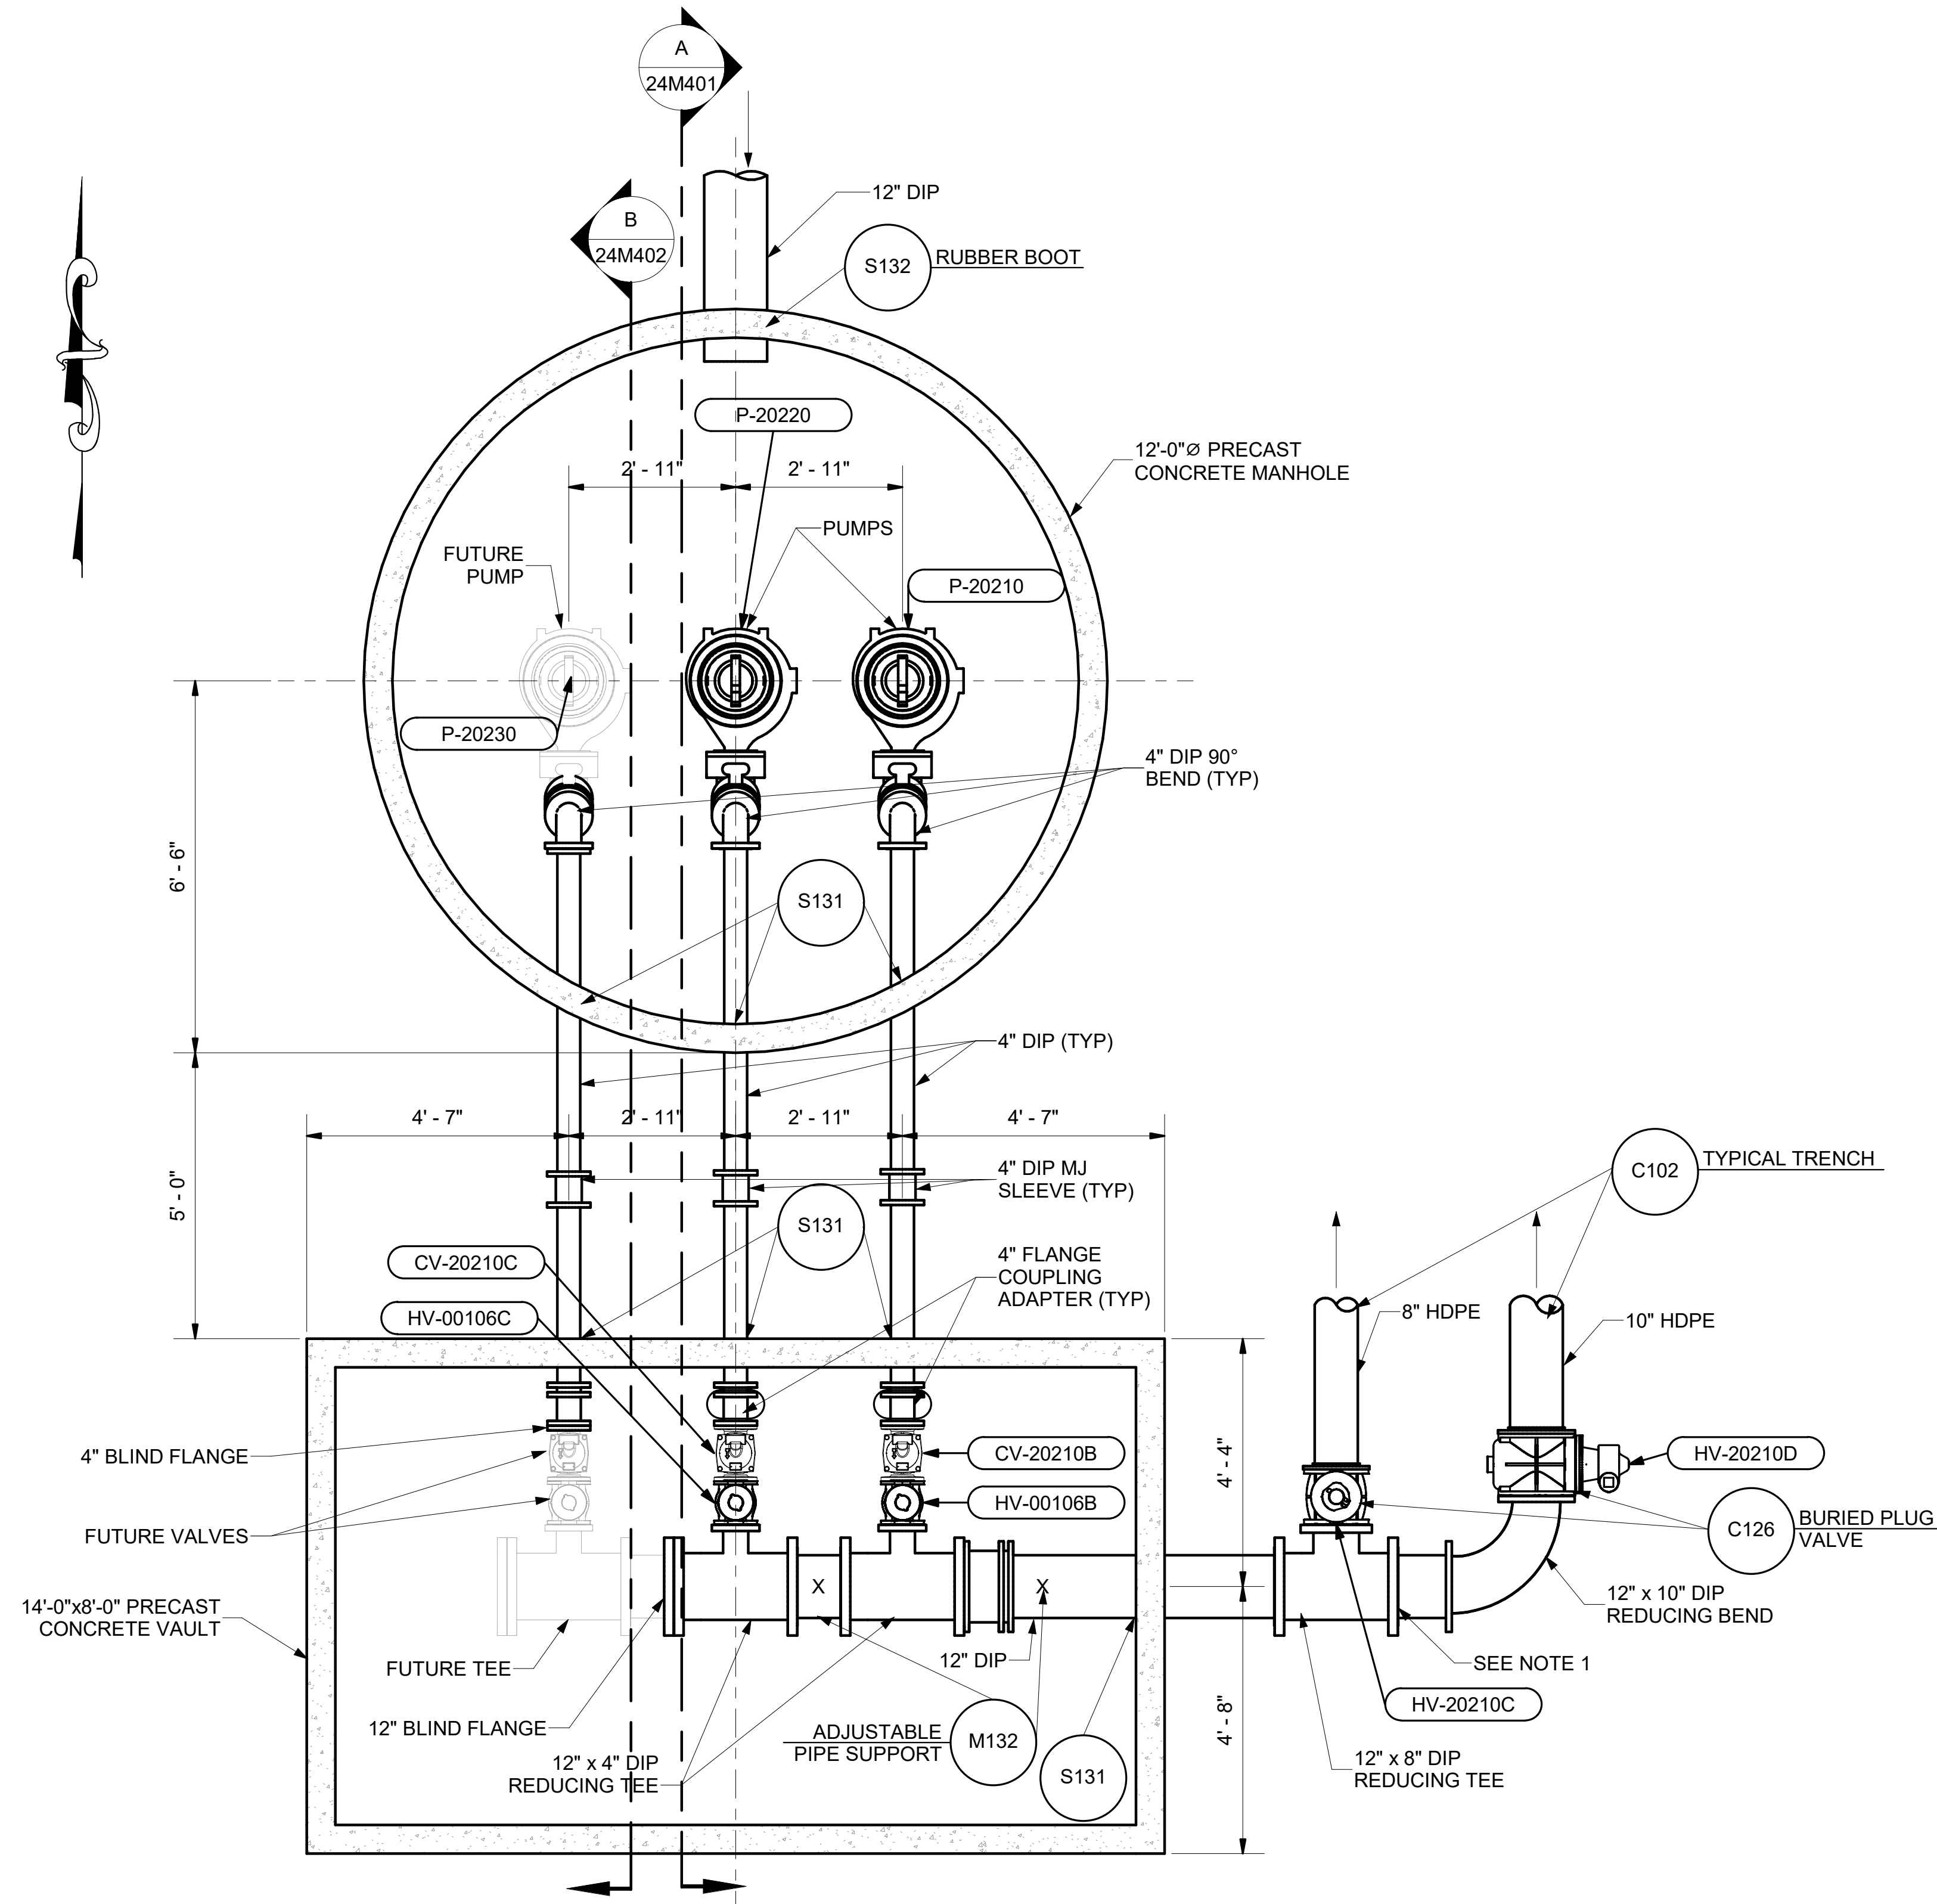 A
24M401
B
24M402
12" DIP
S132
RUBBER BOOT
P-20220
2' - 11"
2' - 11"
12'-0"⌀ PRECAST
CONCRETE MANHOLE
PUMPS
FUTURE
PUMP
P-20210
P-20230
4" DIP 90°
BEND (TYP)
6' - 6"
S131
4" DIP (TYP)
4' - 7"
2' - 11"
2' - 11"
4' - 7"
5' - 0"
4" DIP MJ
SLEEVE (TYP)
C102
TYPICAL TRENCH
S131
CV-20210C
4" FLANGE
COUPLING
ADAPTER (TYP)
HV-00106C
8" HDPE
10" HDPE
4" BLIND FLANGE
CV-20210B
4' - 4"
HV-20210D
HV-00106B
FUTURE VALVES
C126
BURIED PLUG
VALVE
X
X
14'-0"x8'-0" PRECAST
CONCRETE VAULT
12" x 10" DIP
REDUCING BEND
FUTURE TEE
12" DIP
SEE NOTE 1
HV-20210C
12" BLIND FLANGE
ADJUSTABLE
PIPE SUPPORT
M132
4' - 8"
12" x 4" DIP
REDUCING TEE
S131
12" x 8" DIP
REDUCING TEE